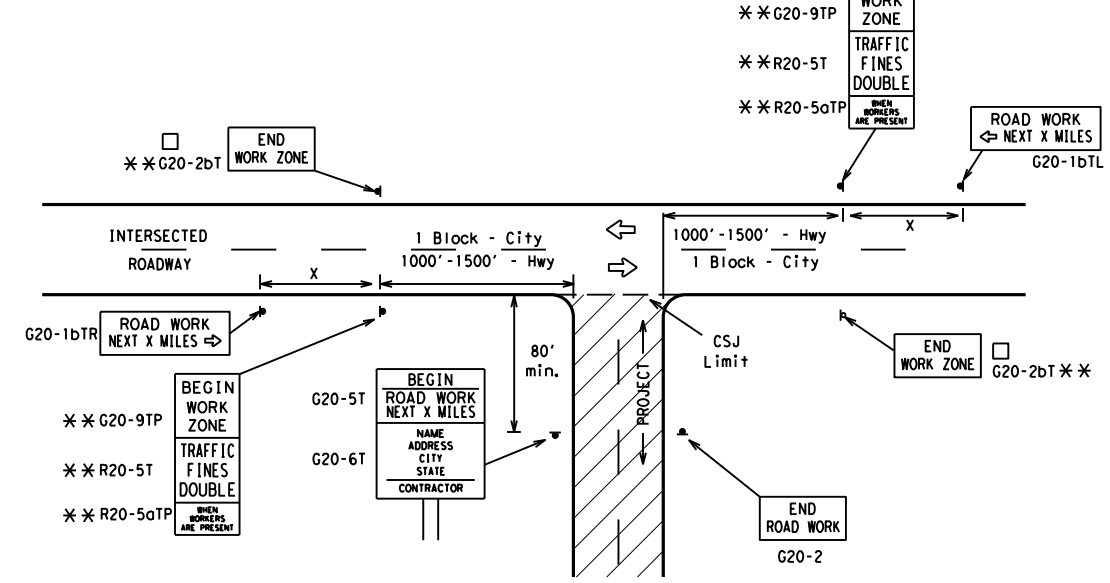 WORK
ZONE
** G20-9TP
TRAFFIC
FINES
DOUBLE
** R20-5T
WHEN
WORKERS
ARE PRESENT
** R20-5aTP
ROAD WORK
⇦ NEXT X MILES
G20-1bTL
END
WORK ZONE
□
** G20-2bT
INTERSECTED
ROADWAY
1 Block - City
1000'-1500' - Hwy
1000'-1500' - Hwy
1 Block - City
X
X
G20-1bTR
ROAD WORK
NEXT X MILES ⇨
80'
min.
CSJ
Limit
PROJECT
END
WORK ZONE
□
G20-2bT **
BEGIN
WORK
ZONE
** G20-9TP
TRAFFIC
FINES
DOUBLE
** R20-5T
WHEN
WORKERS
ARE PRESENT
** R20-5aTP
BEGIN
ROAD WORK
NEXT X MILES
G20-5T
NAME
ADDRESS
CITY
STATE
CONTRACTOR
G20-6T
END
ROAD WORK
G20-2